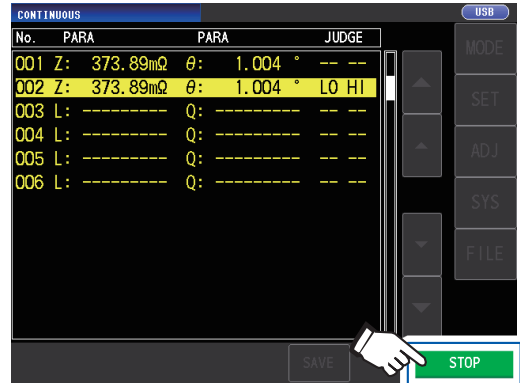 CONTINUOUS USB
No. PARA PARA JUDGE
001 Z: 373.89mΩ θ: 1.004 ° -- --
002 Z: 373.89mΩ θ: 1.004 ° LO HI
003 L: --------- Q: --------- -- --
004 L: --------- Q: --------- -- --
005 L: --------- Q: --------- -- --
006 L: --------- Q: --------- -- --
MODE
SET
ADJ
SYS
FILE
SAVE
STOP